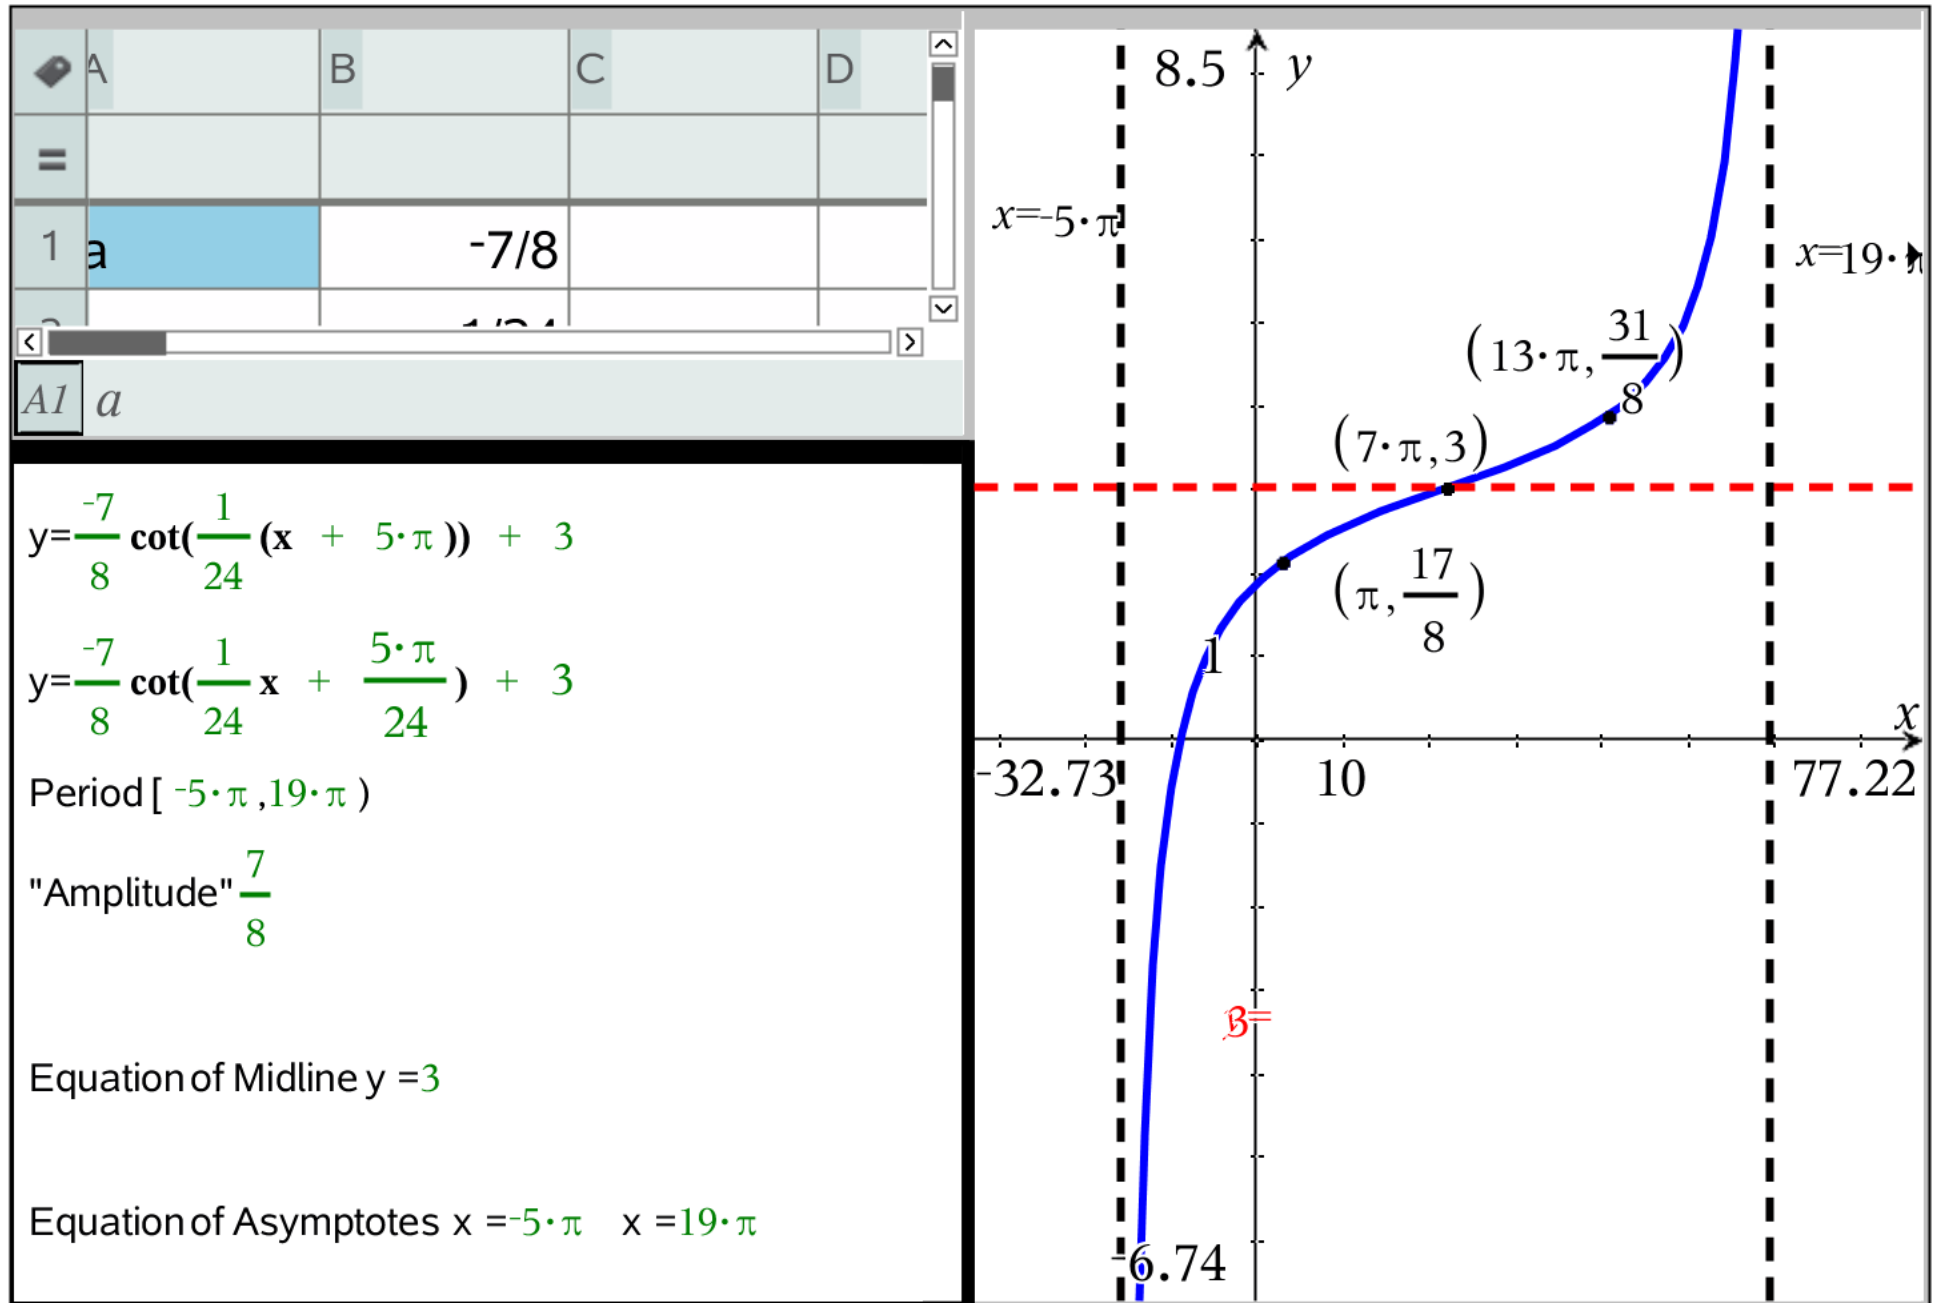 A B C D
=
1 a -7/8
1/24
A1 a
y=-7/8 cot(1/24(x + 5·π)) + 3
y=-7/8 cot(1/24 x + 5·π/24) + 3
Period [ -5·π ,19·π )
"Amplitude" 7/8
Equation of Midline y =3
Equation of Asymptotes x =-5·π x =19·π
8.5 y
x=-5·π
x=19·π
(13·π, 31/8)
(7·π,3)
(π, 17/8)
1
x
-32.73 10 77.22
-6.74